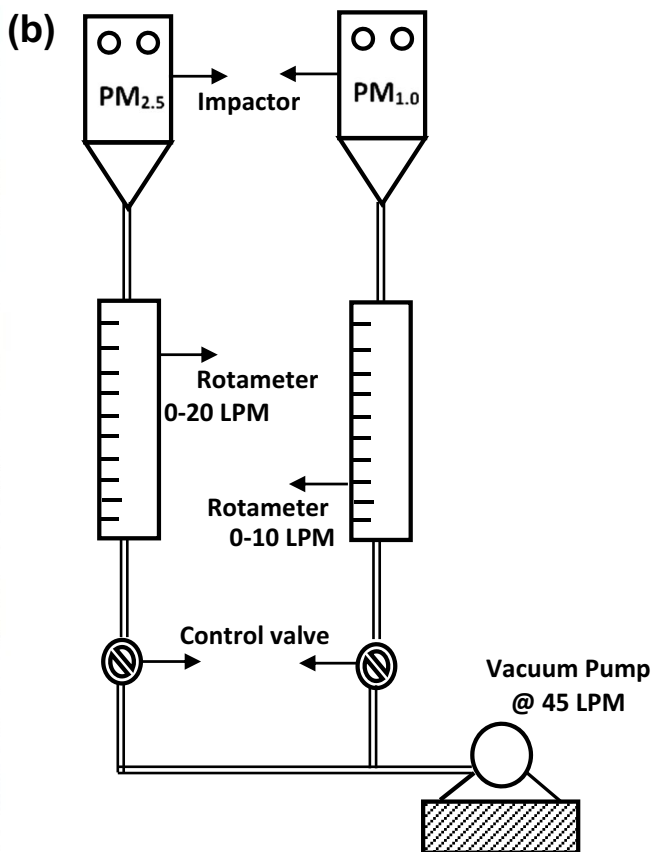 (b)
PM2.5
PM1.0
Impactor
Rotameter
0-20 LPM
Rotameter
0-10 LPM
Control valve
Vacuum Pump
@ 45 LPM